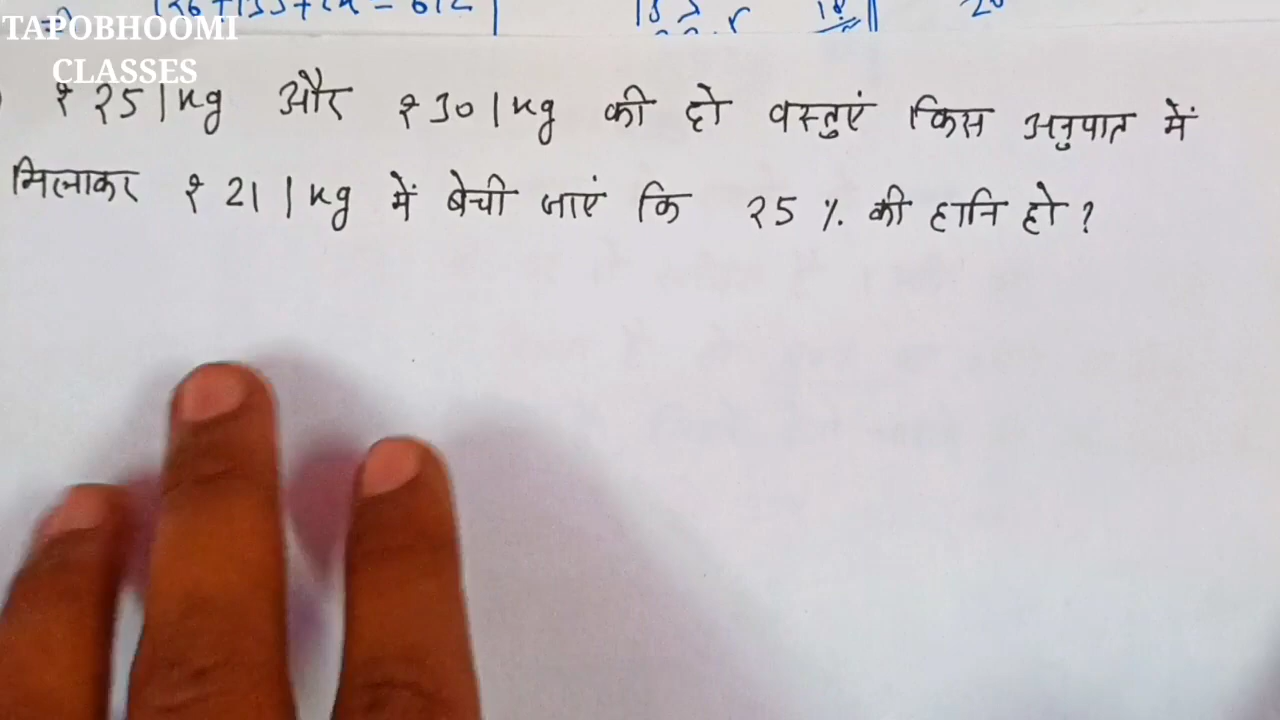 TAPOBHOOMI
CLASSES
₹ 25/kg और ₹ 30/kg की दो वस्तुएं किस अनुपात में
मिलाकर ₹ 21/kg में बेची जाएं कि 25 % की हानि हो ?